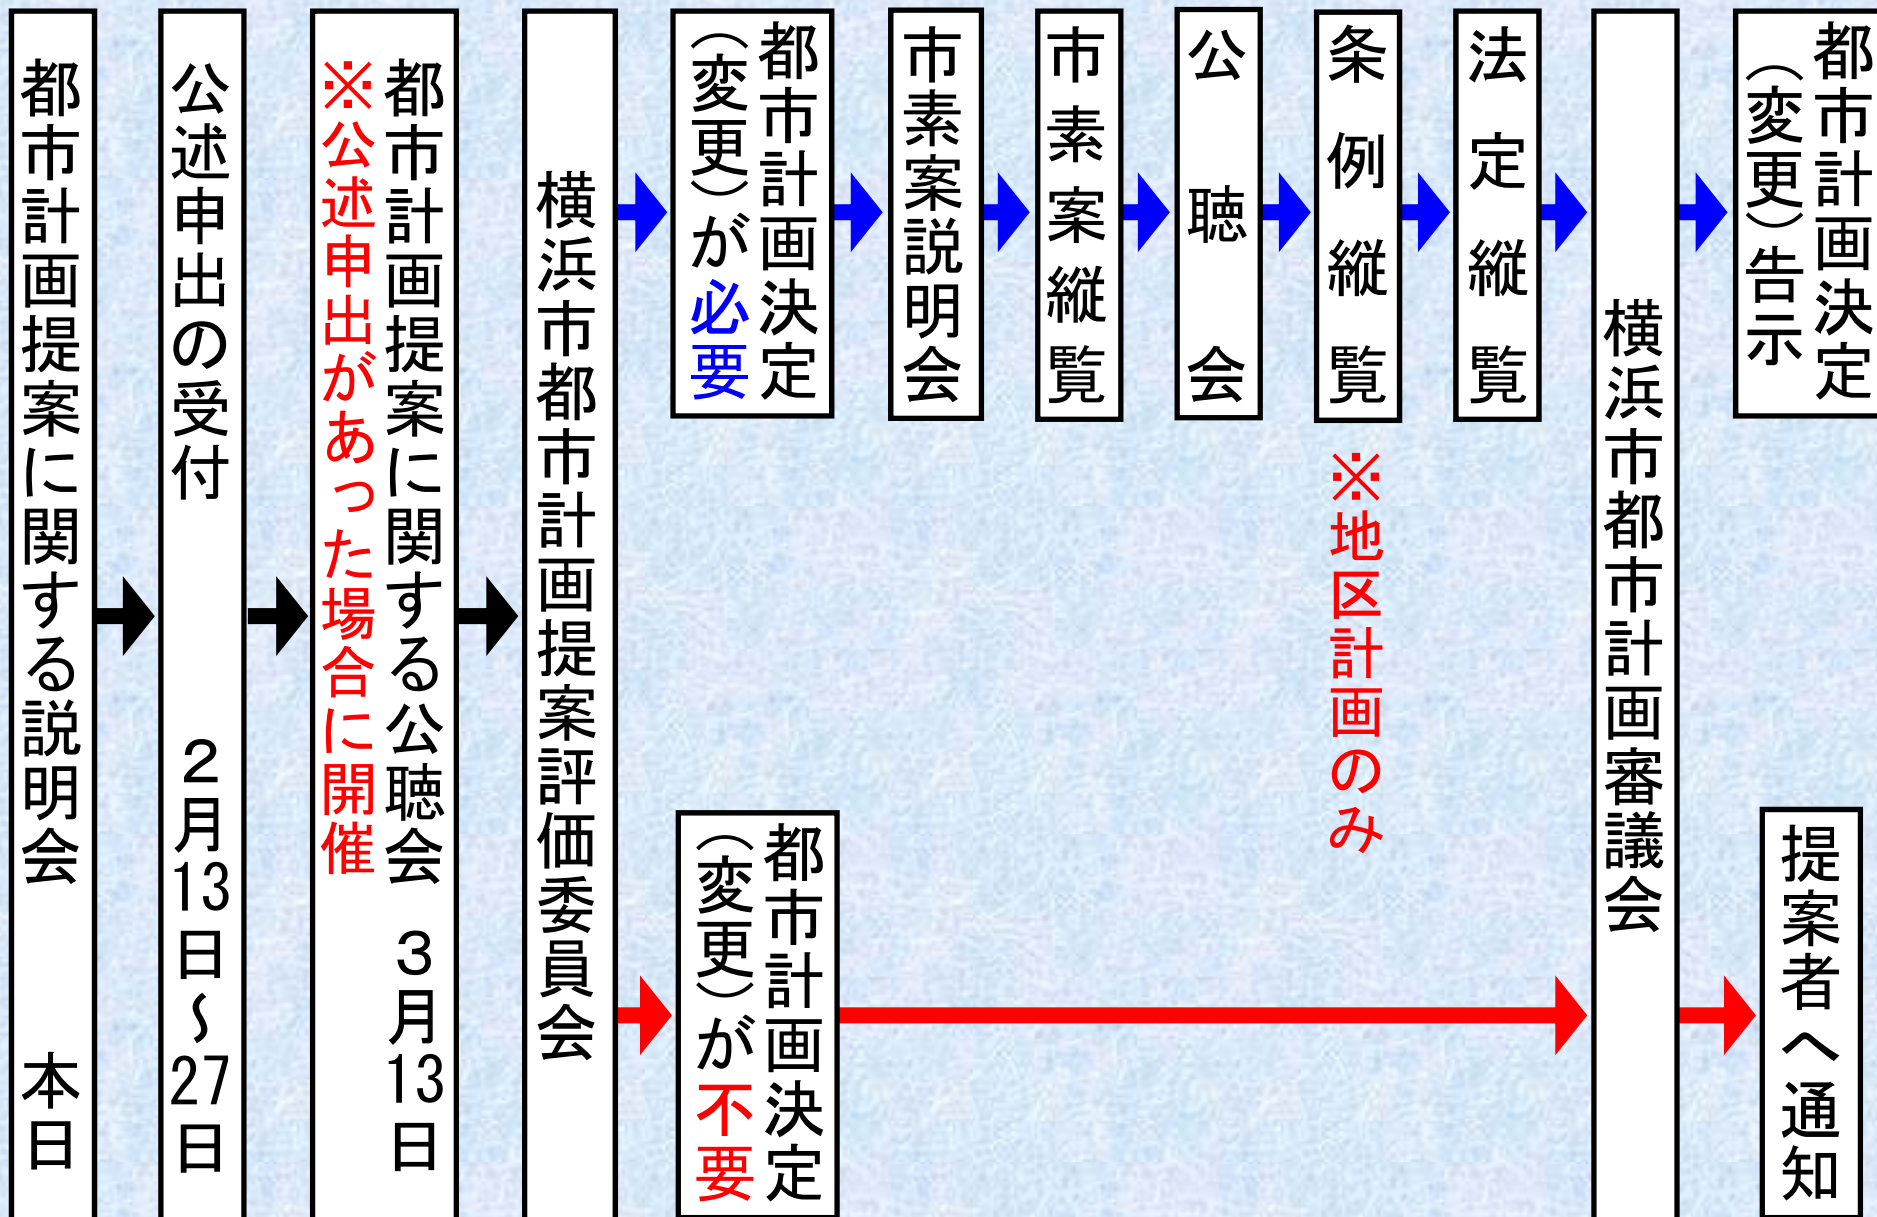 都市計画提案に関する説明会　本日
公述申出の受付　２月13日～27日
都市計画提案に関する公聴会　３月13日
※公述申出があった場合に開催
横浜市都市計画提案評価委員会
都市計画決定
（変更）が必要
市素案説明会
市素案縦覧
公聴会
条例縦覧
※地区計画のみ
法定縦覧
都市計画決定
（変更）が不要
横浜市都市計画審議会
都市計画決定
（変更）告示
提案者へ通知